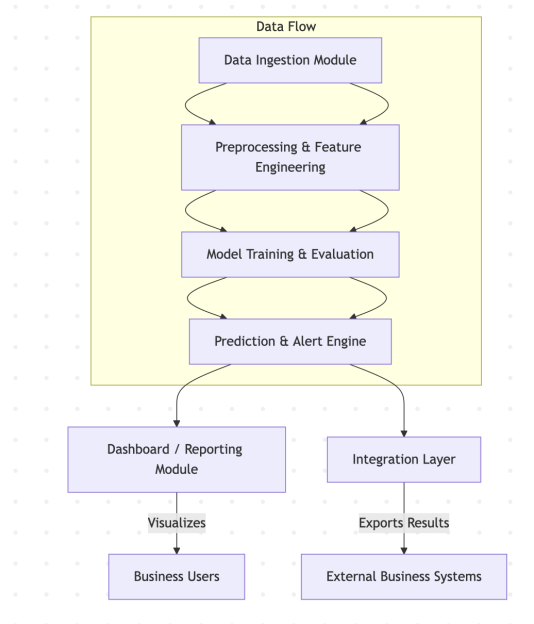 Data Flow
Data Ingestion Module
Preprocessing & Feature
Engineering
Model Training & Evaluation
Prediction & Alert Engine
Dashboard / Reporting
Module
Integration Layer
Visualizes
Exports Results
Business Users
External Business Systems